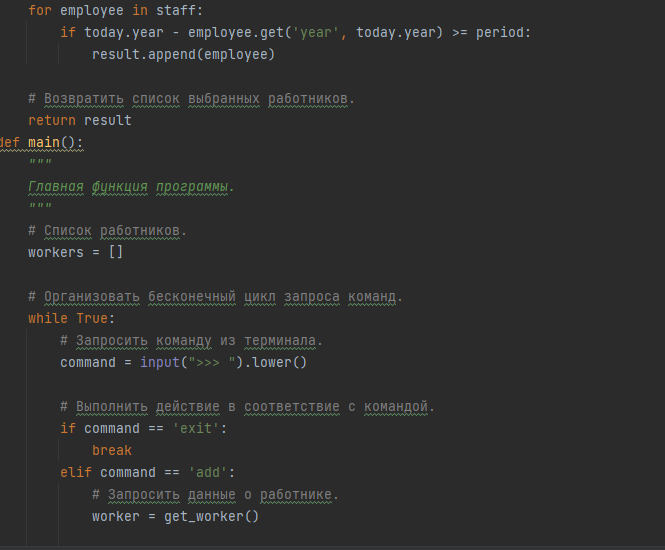 for employee in staff:
if today.year - employee.get('year', today.year) >= period:
result.append(employee)
# Возвратить список выбранных работников.
return result
def main():
"""
Главная функция программы.
"""
# Список работников.
workers = []
# Организовать бесконечный цикл запроса команд.
while True:
# Запросить команду из терминала.
command = input(">>> ").lower()
# Выполнить действие в соответствие с командой.
if command == 'exit':
break
elif command == 'add':
# Запросить данные о работнике.
worker = get_worker()